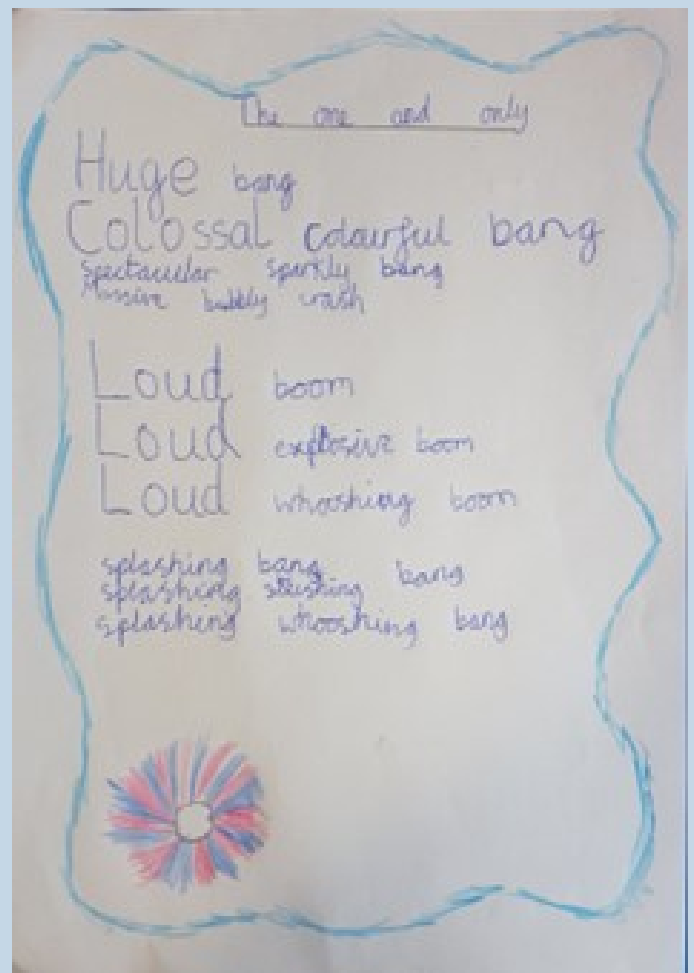 The one and only
Huge bang
Colossal colourful bang
spectacular sparkly bang
Massive bubbly crash
Loud boom
Loud explosive boom
Loud whooshing boom
splashing bang
splashing slushing bang
splashing whooshing bang